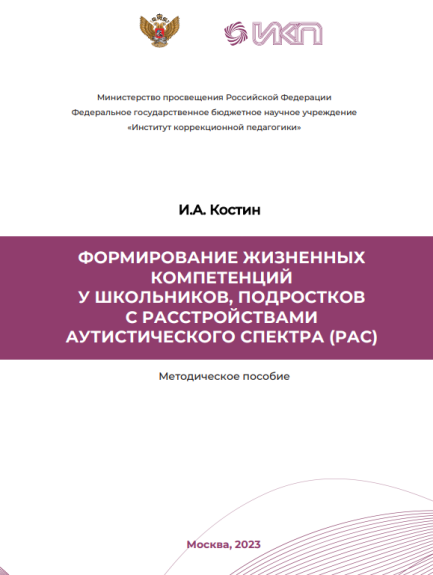 ИКП
Министерство просвещения Российской Федерации
Федеральное государственное бюджетное научное учреждение
«Институт коррекционной педагогики»
И.А. Костин
ФОРМИРОВАНИЕ ЖИЗНЕННЫХ
КОМПЕТЕНЦИЙ
У ШКОЛЬНИКОВ, ПОДРОСТКОВ
С РАССТРОЙСТВАМИ
АУТИСТИЧЕСКОГО СПЕКТРА (РАС)
Методическое пособие
Москва, 2023